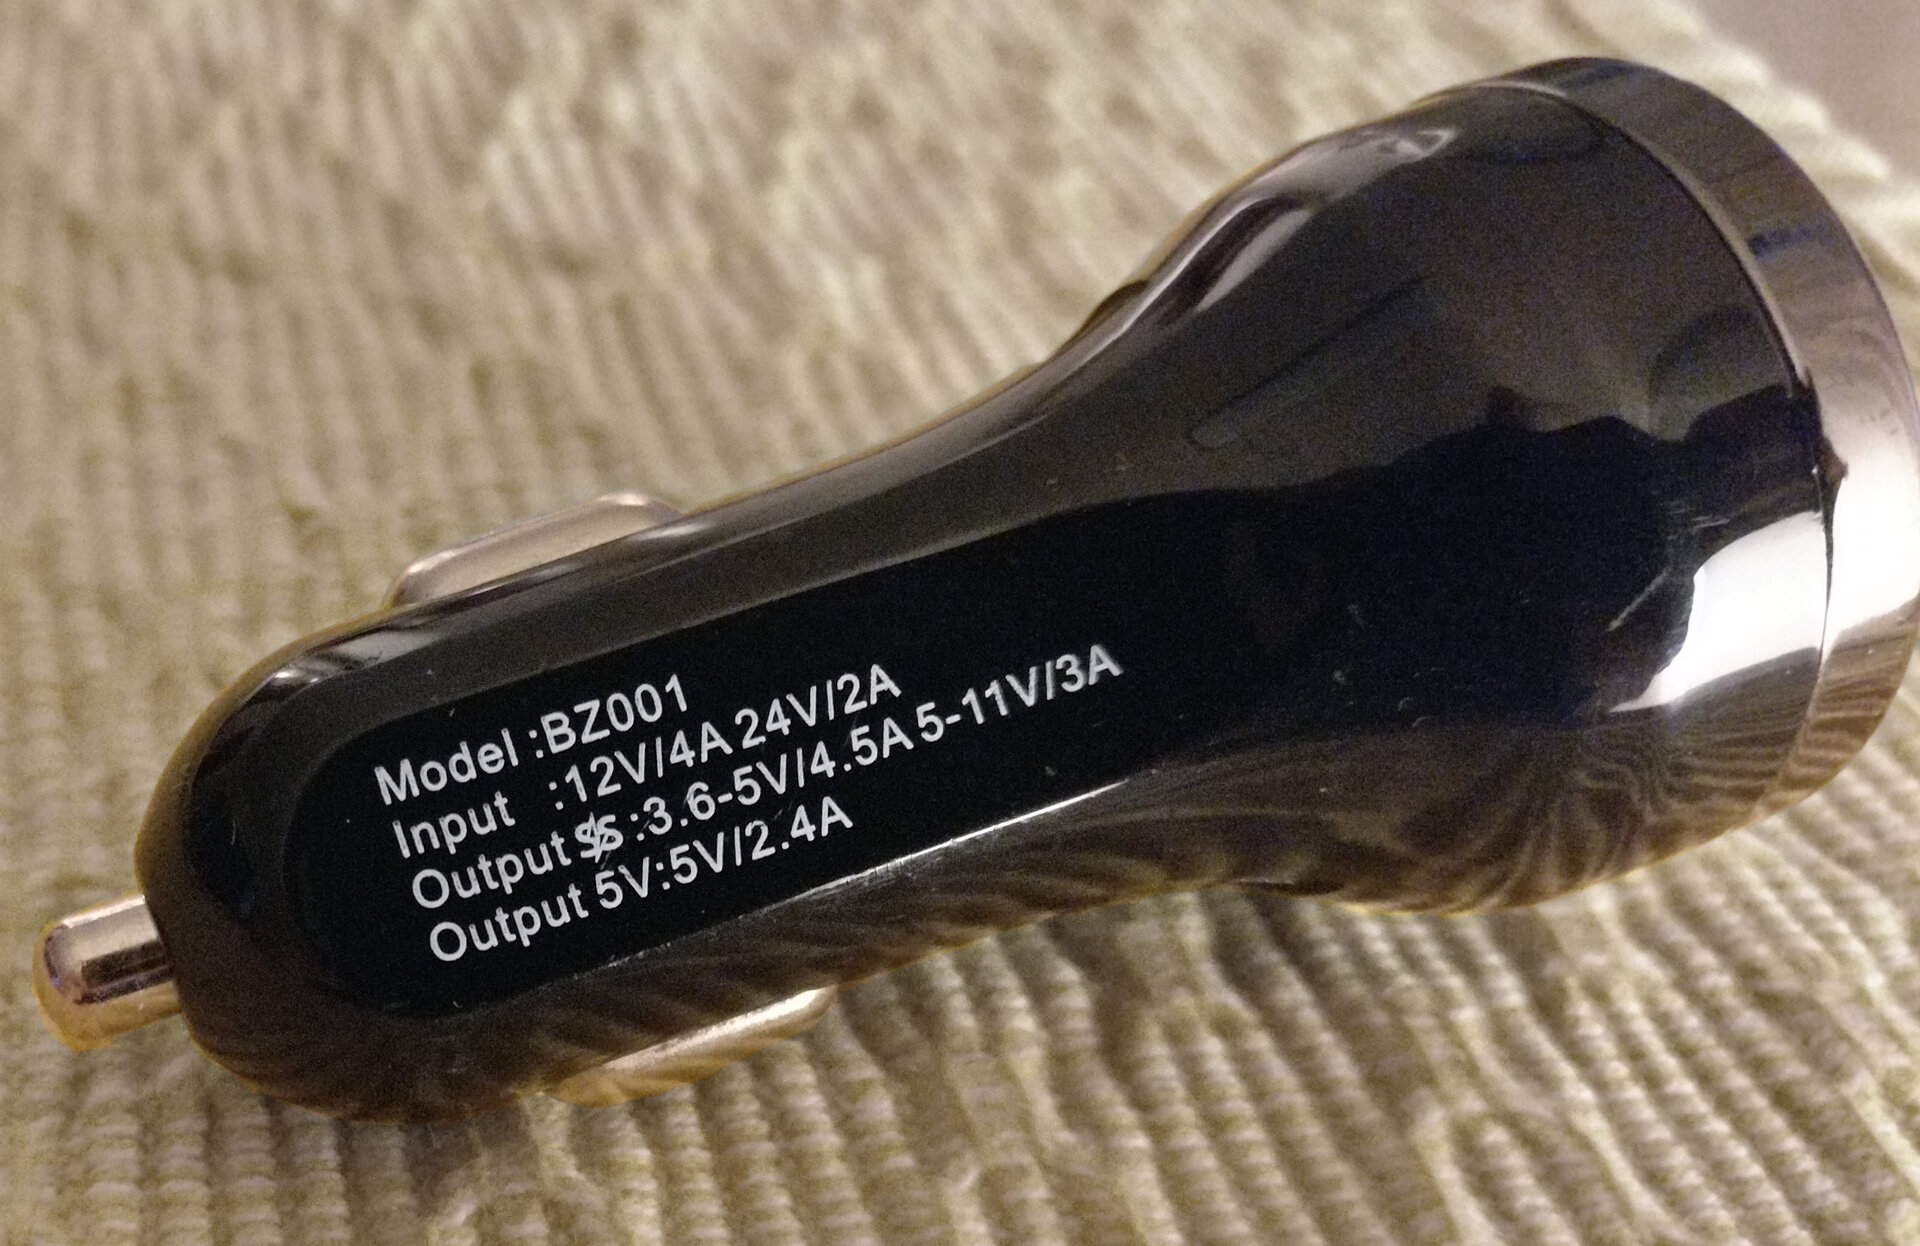 Model :BZ001
Input :12V/4A 24V/2A
Output :3.6-5V/4.5A 5-11V/3A
Output 5V:5V/2.4A